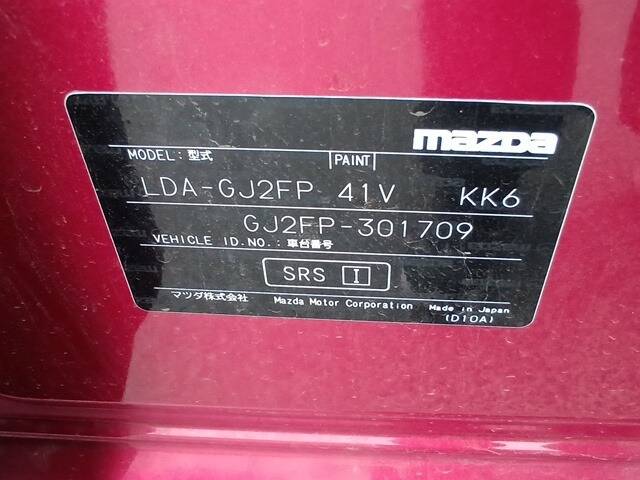 mazda
MODEL : 型式 PAINT
LDA-GJ2FP 41V KK6
GJ2FP-301709
VEHICLE ID.NO. : 車台番号
SRS I
マツダ株式会社 Mazda Motor Corporation Made in Japan
(D10A)